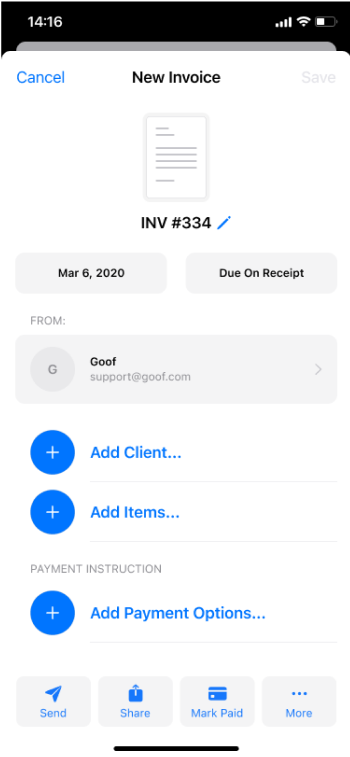 14:16
Cancel New Invoice Save
INV #334
Mar 6, 2020 Due On Receipt
FROM:
G
Goof
support@goof.com
Add Client...
Add Items...
PAYMENT INSTRUCTION
Add Payment Options...
Send Share Mark Paid More